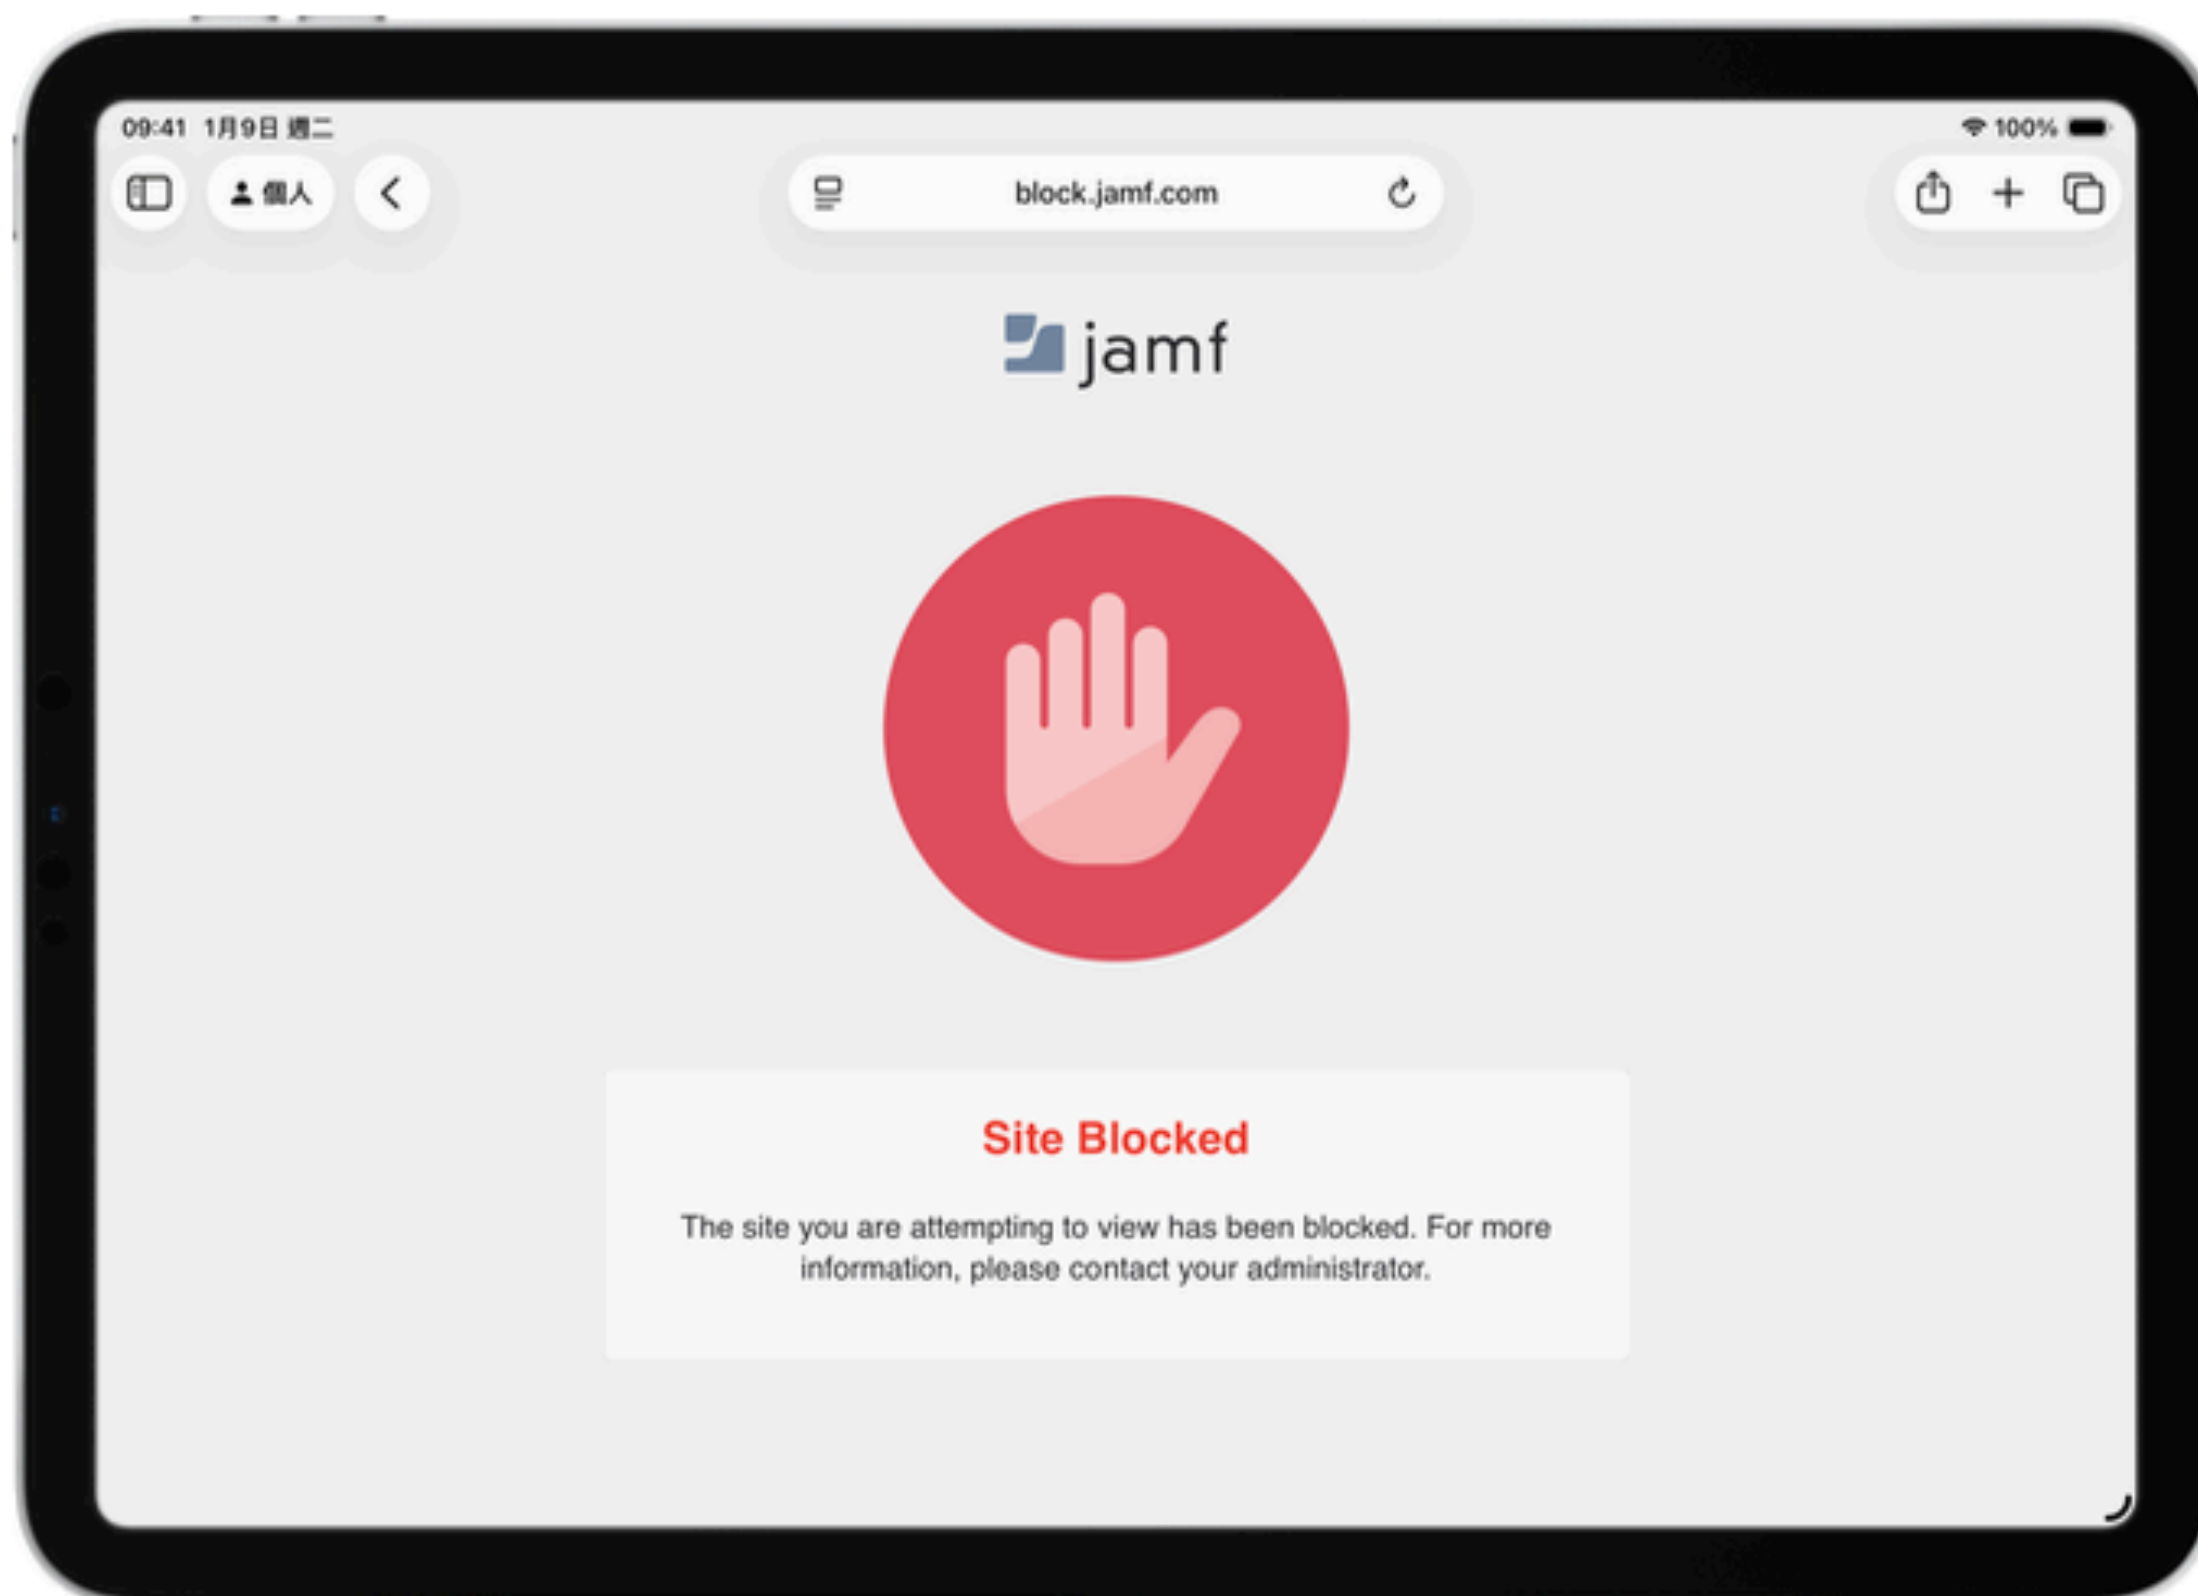 09:41 1月9日 週二
100%
個人
block.jamf.com
jamf
Site Blocked
The site you are attempting to view has been blocked. For more
information, please contact your administrator.